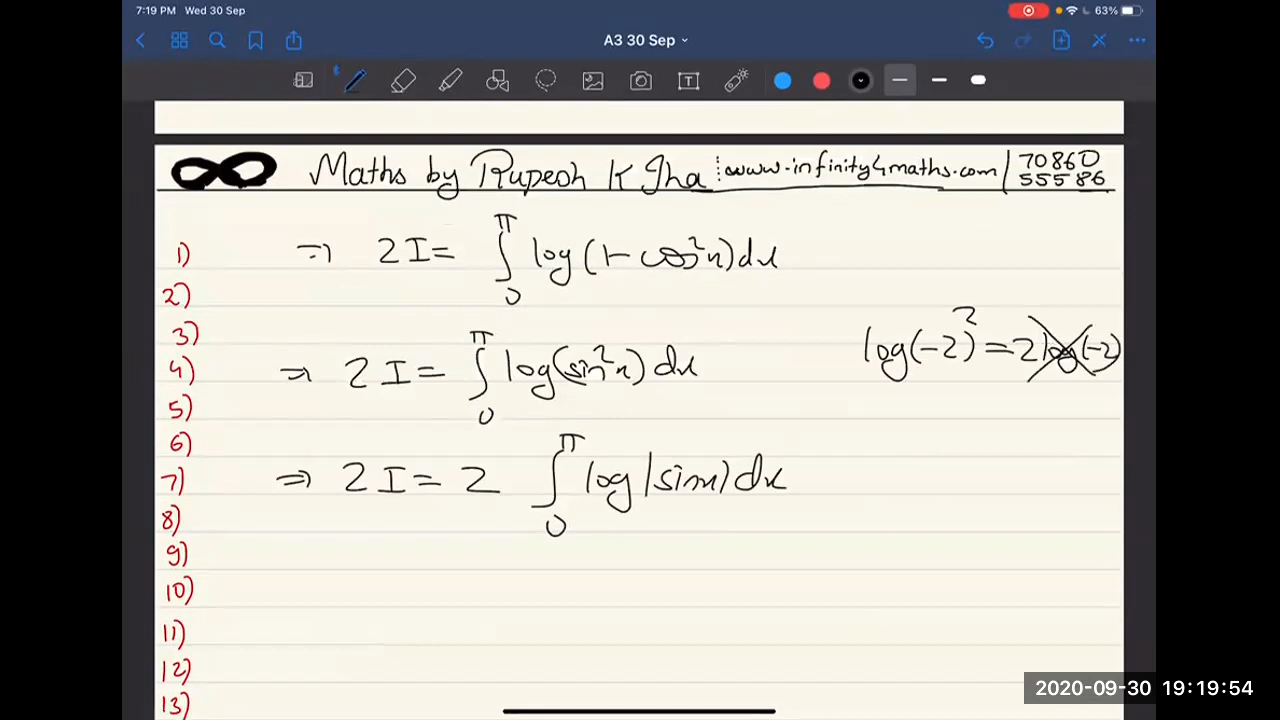 7:19 PM Wed 30 Sep
63%
A3 30 Sep
T
∞ Maths by Rupesh K Jha www.infinity4maths.com / 70860 55586
1) ⇒ 2I = ∫₀^π log(1-cos²x)dx
2)
3)
log(-2)² = 2log(-2)
4) ⇒ 2I = ∫₀^π log(sin²x)dx
5)
6)
7) ⇒ 2I = 2 ∫₀^π log|sinx|dx
8)
9)
10)
11)
12)
13)
2020-09-30 19:19:54